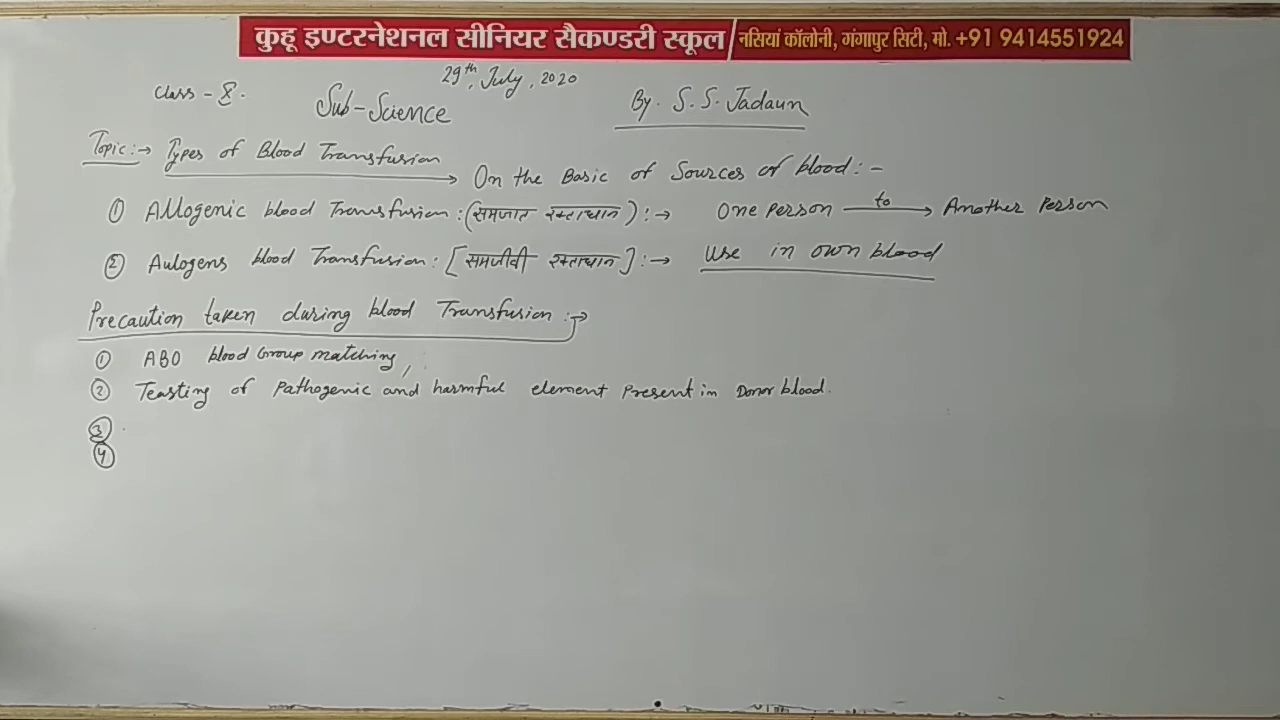 कुहू इण्टरनेशनल सीनियर सैकण्डरी स्कूल / नसियां कॉलोनी, गंगापुर सिटी, मो. +91 9414551924
29th, July, 2020
Class - X. Sub-Science By. S. S. Jadaun
Topic:→ Types of Blood Transfusion → On the Basic of Sources of blood:-
① Allogenic blood Transfusion: (समजात रक्ताधान):→ One person to → Another Person
② Aulogens blood Transfusion: [समजीवी रक्ताधान]:→ Use in own blood
Precaution taken during blood Transfusion:→
① ABO blood Group matching,
② Teasting of Pathogenic and harmful element Present in Donor blood.
③
④